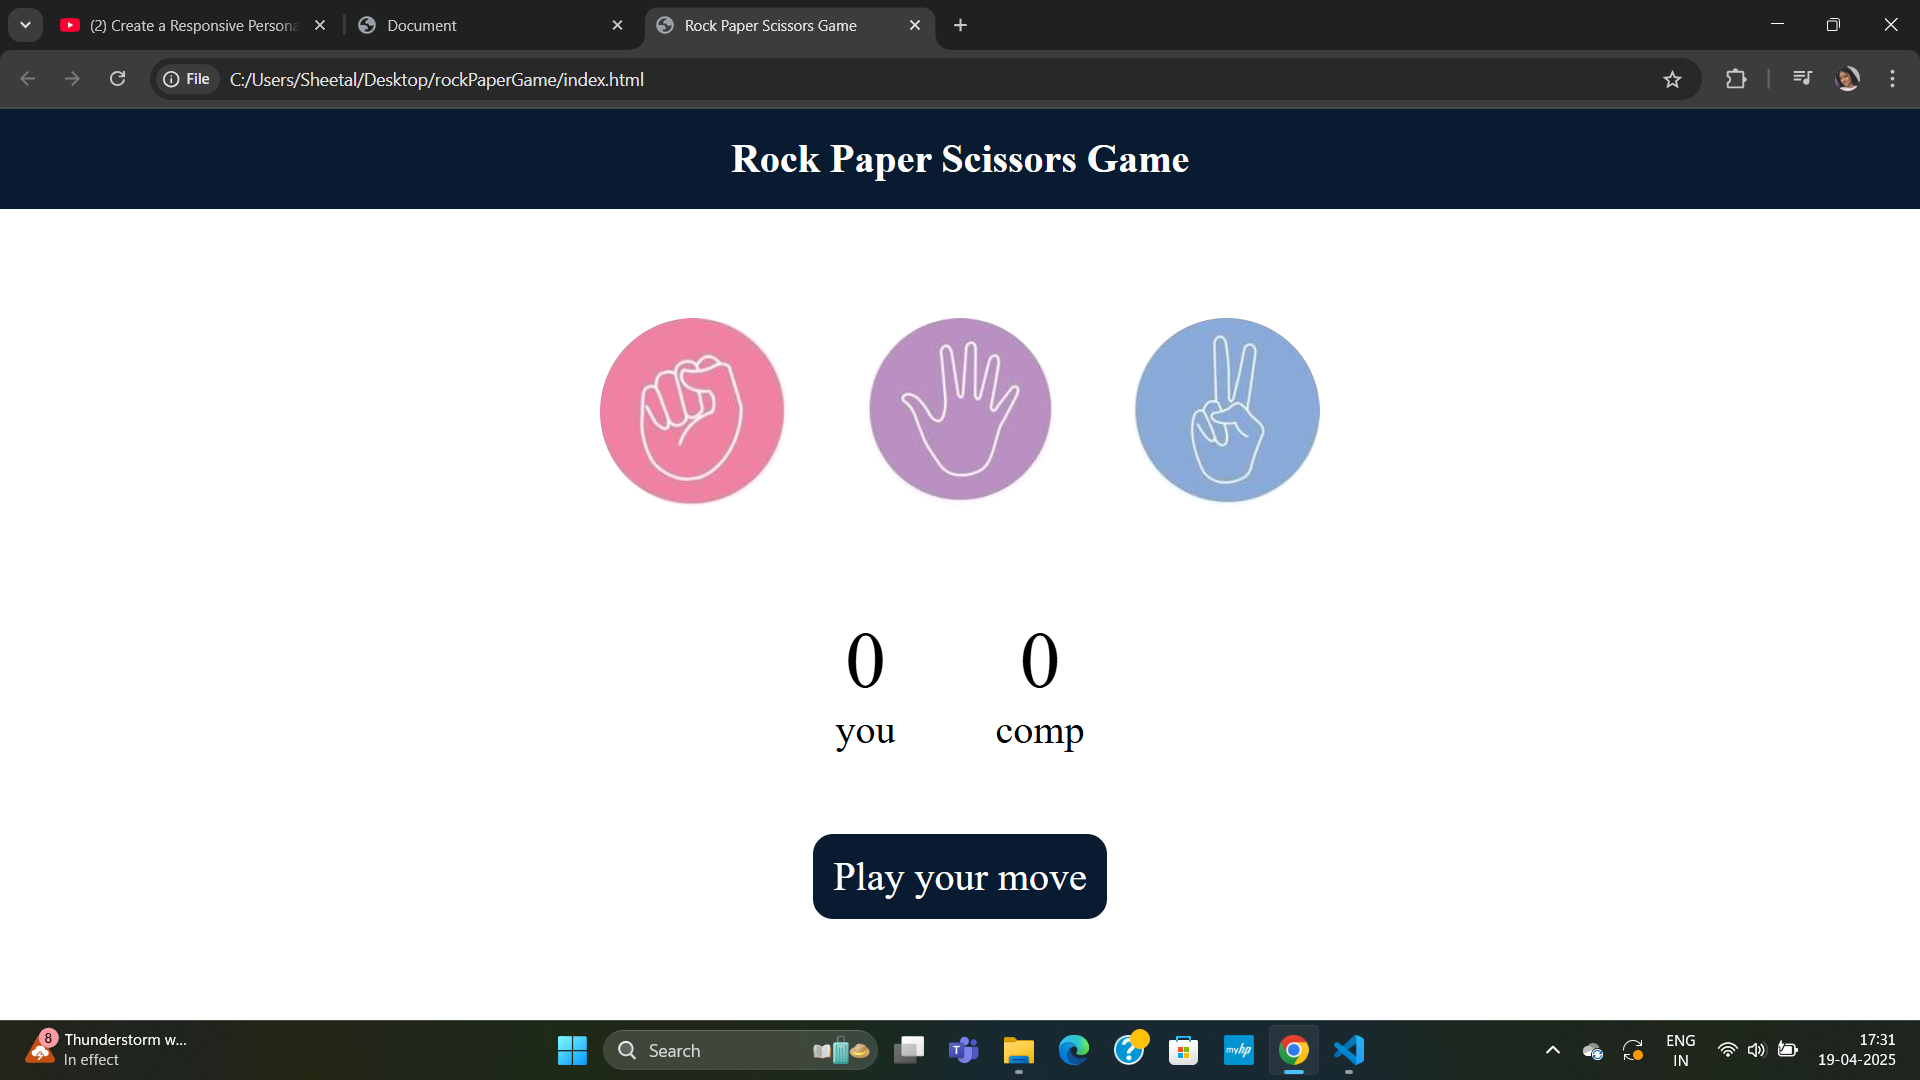 (2) Create a Responsive Persona
Document
Rock Paper Scissors Game
File
C:/Users/Sheetal/Desktop/rockPaperGame/index.html
Rock Paper Scissors Game
0
0
you
comp
Play your move
8
Thunderstorm w...
In effect
Search
T
myhp
ENG
IN
17:31
19-04-2025